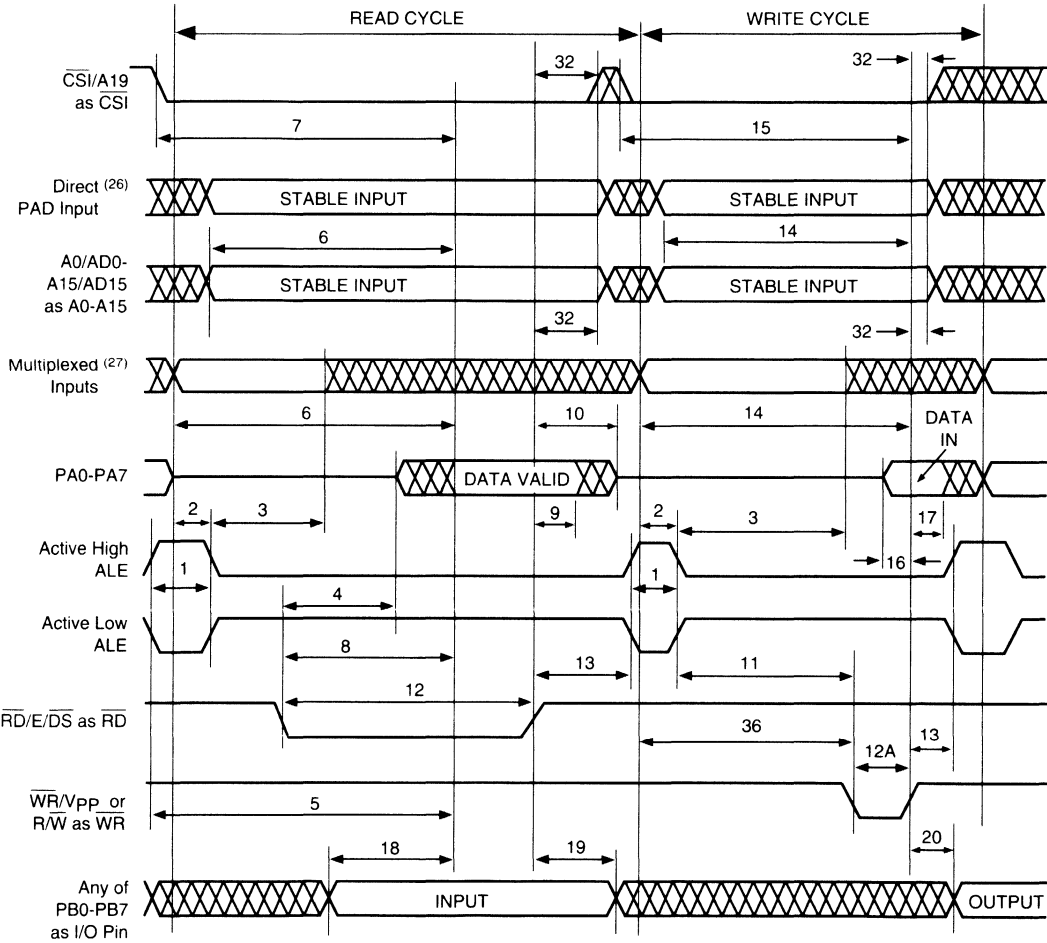 READ CYCLE WRITE CYCLE
32 32
CSI/A19
as CSI
7 15
Direct (26)
PAD Input
STABLE INPUT STABLE INPUT
6 14
A0/AD0-
A15/AD15
as A0-A15
STABLE INPUT STABLE INPUT
32 32
Multiplexed (27)
Inputs
6 10 14 DATA
IN
PA0-PA7
DATA VALID
2 3 9 2 3 17
Active High
ALE
1 1 16
4
Active Low
ALE
8 13 11
12
RD/E/DS as RD
36 12A 13
WR/VPP or
R/W as WR
5
18 19 20
Any of
PB0-PB7
as I/O Pin
INPUT OUTPUT